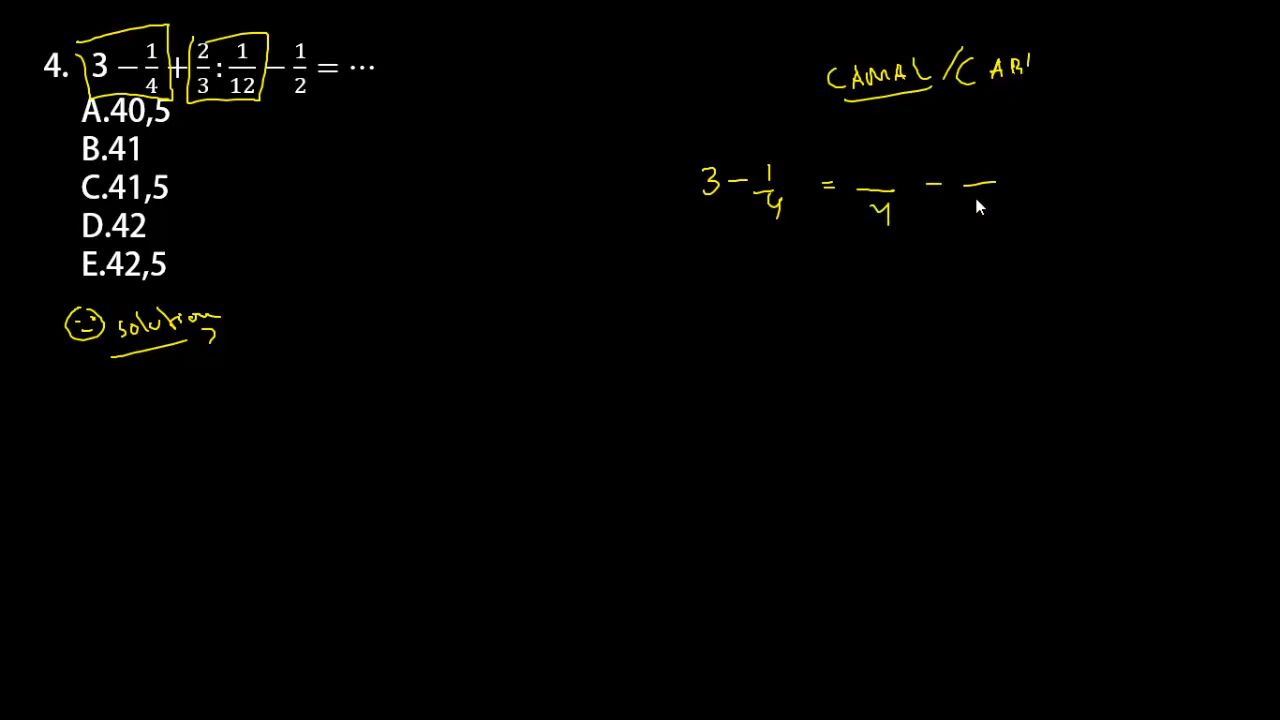 4. 3 − 1/4 + 2/3 : 1/12 − 1/2 = ⋯
A.40,5
B.41
C.41,5
D.42
E.42,5
solution
CAMAL / CARI
3 − 1/4 = /4 −